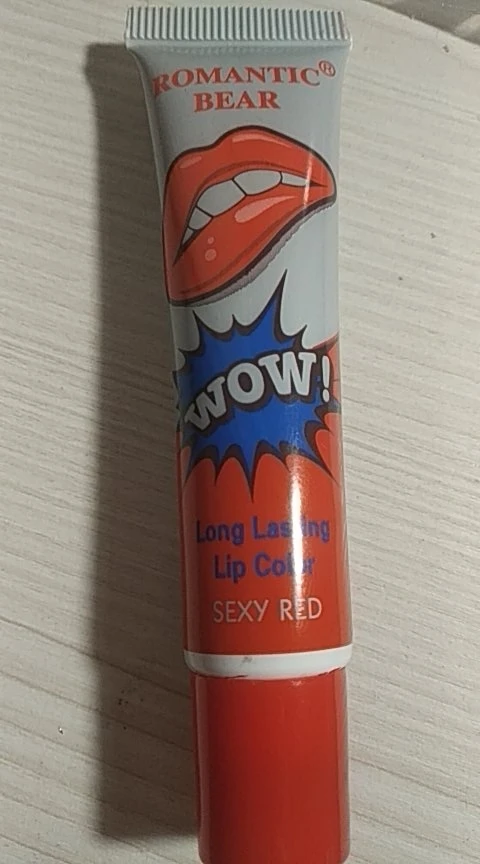 ROMANTIC®
BEAR
WOW!
Long Lasting
Lip Color
SEXY RED